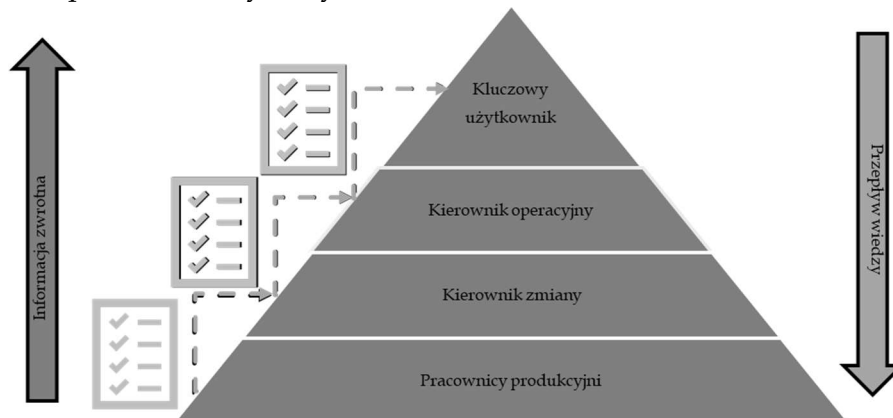 Kluczowy
użytkownik
Kierownik operacyjny
Kierownik zmiany
Pracownicy produkcyjni
Informacja zwrotna
Przepływ wiedzy